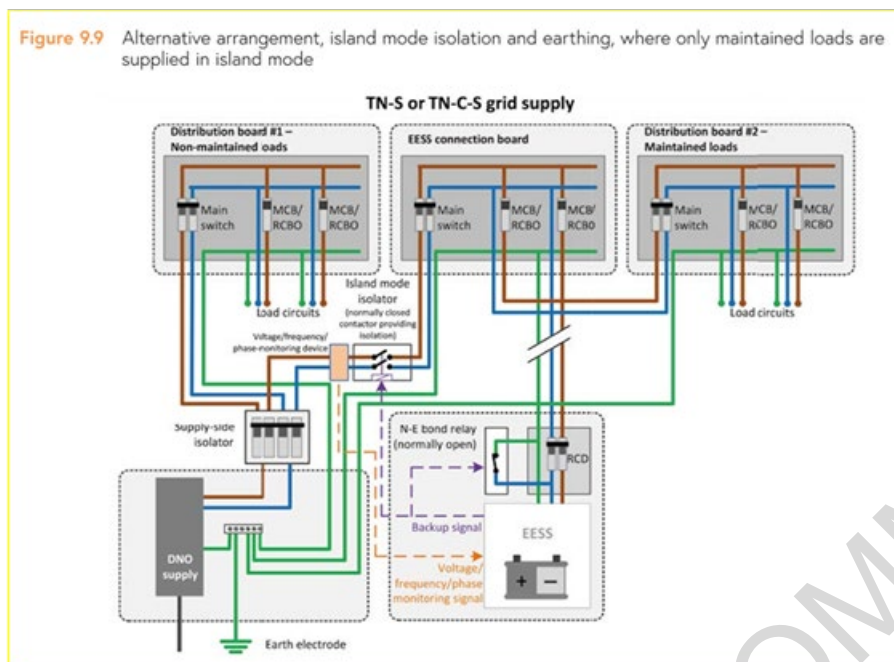 Figure 9.9 Alternative arrangement, island mode isolation and earthing, where only maintained loads are
supplied in island mode
TN-S or TN-C-S grid supply
Distribution board #1 –
Non-maintained loads
EESS connection board
Distribution board #2 –
Maintained loads
Main
switch
MCB/
RCBO
MCB/
RCBO
Main
switch
MCB/
RCBO
MCB/
RCB0
Main
switch
MCB/
RCBO
MCB/
RCBO
Load circuits
Island mode
isolator
(normally closed
contactor providing
isolation)
Load circuits
Voltage/frequency/
phase-monitoring device
Supply-side
isolator
N-E bond relay
(normally open)
RCD
Backup signal
EESS
DNO
supply
Voltage/
frequency/phase
monitoring signal
+ –
Earth electrode